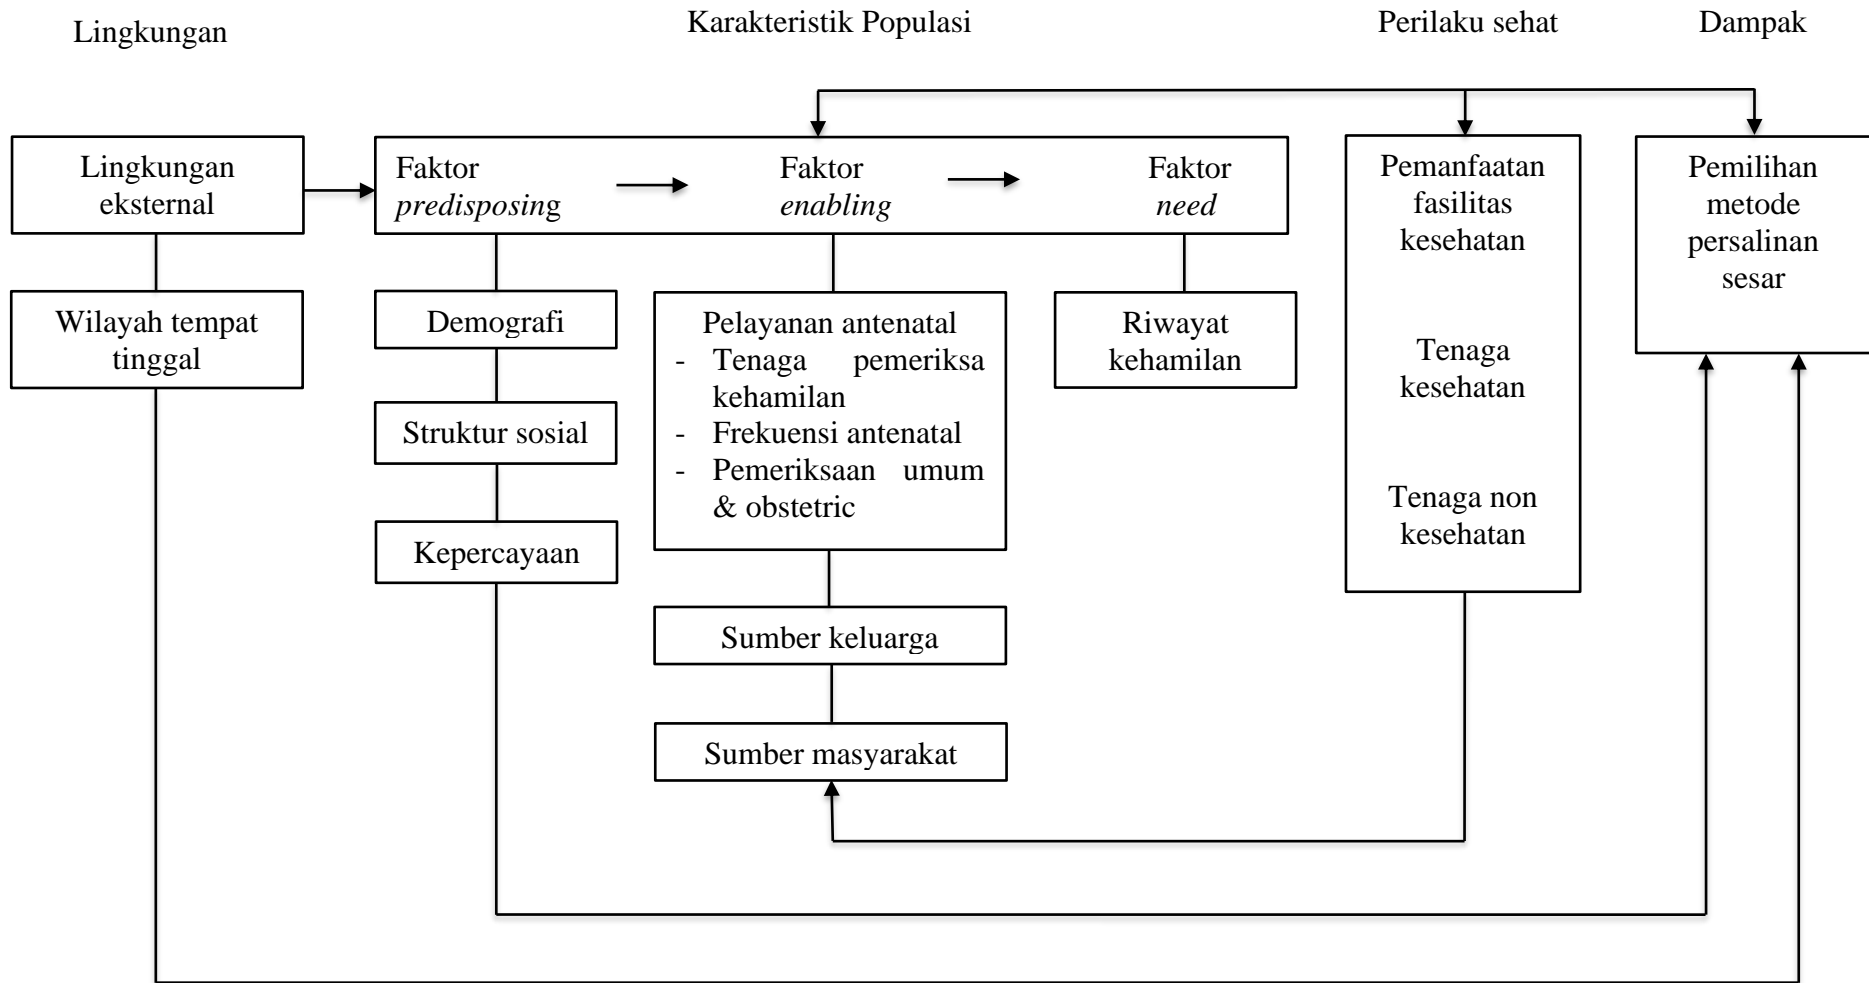 Lingkungan
Karakteristik Populasi
Perilaku sehat
Dampak
Lingkungan
eksternal
Faktor
predisposing
Faktor
enabling
Faktor
need
Pemanfaatan
fasilitas
kesehatan
Tenaga
kesehatan
Tenaga non
kesehatan
Pemilihan
metode
persalinan
sesar
Wilayah tempat
tinggal
Demografi
Struktur sosial
Kepercayaan
Pelayanan antenatal
- Tenaga pemeriksa
kehamilan
- Frekuensi antenatal
- Pemeriksaan umum
& obstetric
Sumber keluarga
Sumber masyarakat
Riwayat
kehamilan